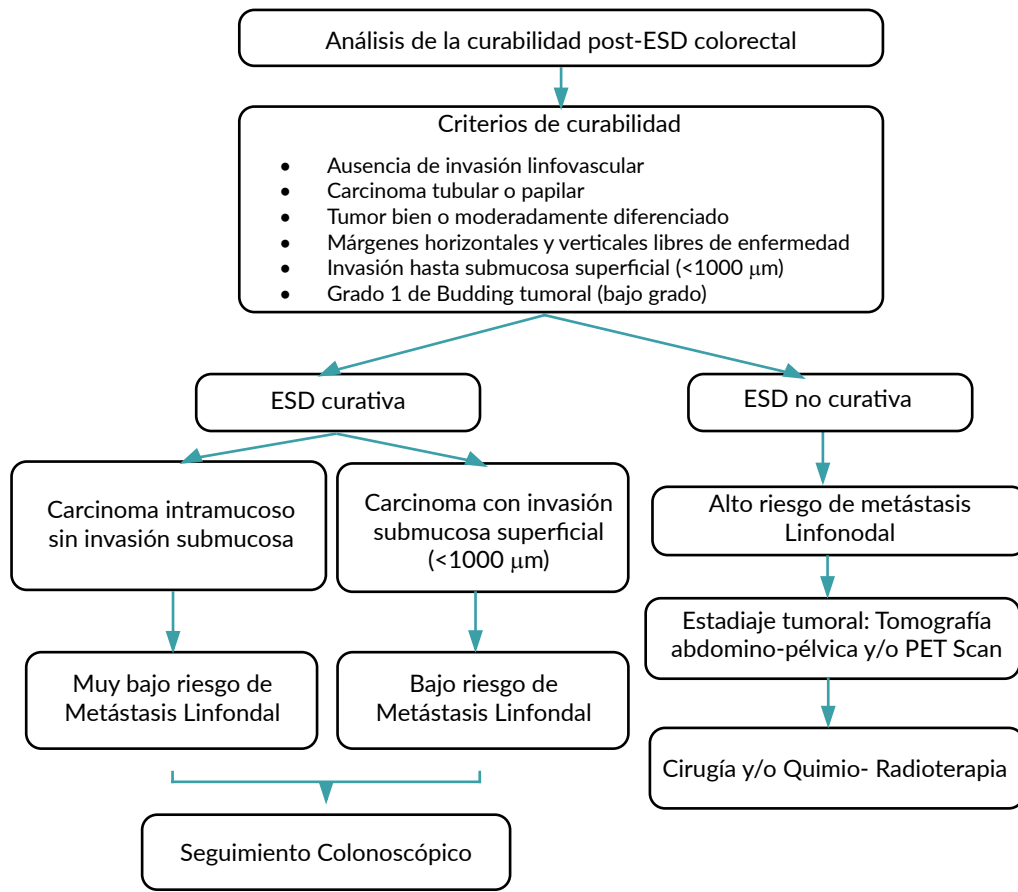 Análisis de la curabilidad post-ESD colorectal
Criterios de curabilidad
• Ausencia de invasión linfovascular
• Carcinoma tubular o papilar
• Tumor bien o moderadamente diferenciado
• Márgenes horizontales y verticales libres de enfermedad
• Invasión hasta submucosa superficial (<1000 μm)
• Grado 1 de Budding tumoral (bajo grado)
ESD curativa
ESD no curativa
Carcinoma intramucoso
sin invasión submucosa
Carcinoma con invasión
submucosa superficial
(<1000 μm)
Alto riesgo de metástasis
Linfonodal
Muy bajo riesgo de
Metástasis Linfondal
Bajo riesgo de
Metástasis Linfondal
Estadiaje tumoral: Tomografía
abdomino-pélvica y/o PET Scan
Cirugía y/o Quimio- Radioterapia
Seguimiento Colonoscópico